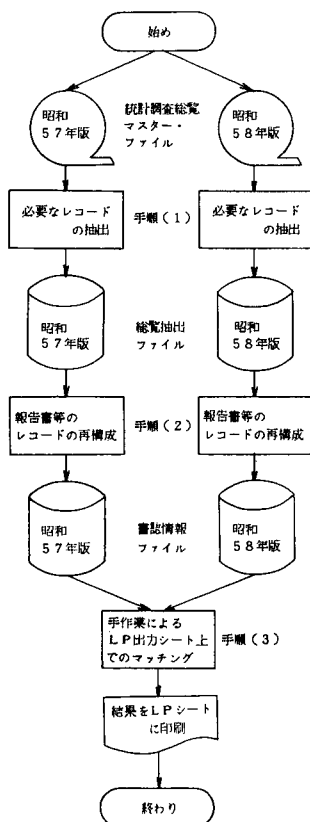 始め
昭和
57年版
統計調査総覧
マスター・
ファイル
昭和
58年版
必要なレコード
の抽出
手順(1)
必要なレコード
の抽出
昭和
57年版
総覧抽出
ファイル
昭和
58年版
報告書等の
レコードの再構成
手順(2)
報告書等の
レコードの再構成
昭和
57年版
書誌情報
ファイル
昭和
58年版
手作業による
LP出力シート上
でのマッチング
手順(3)
結果をLPシート
に印刷
終わり